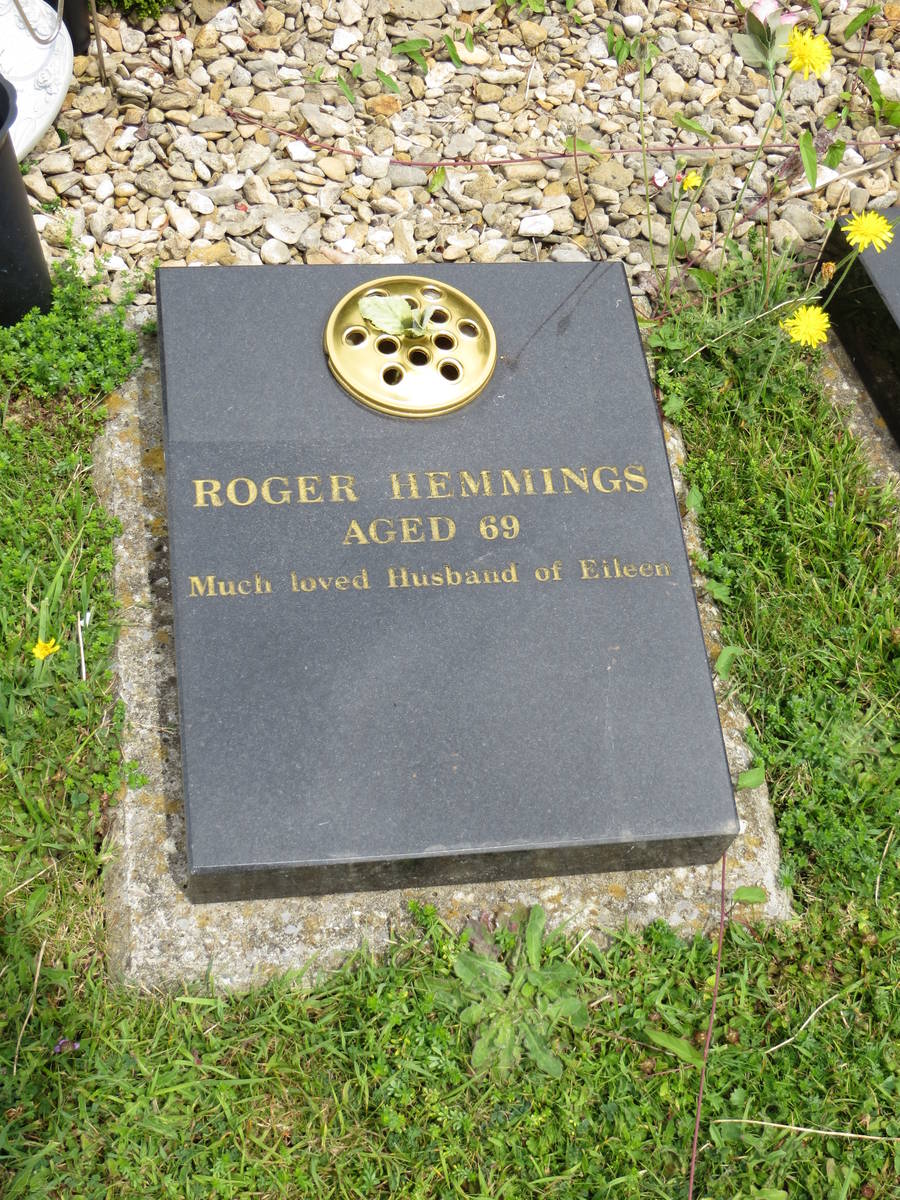 ROGER HEMMINGS
AGED 69
Much loved Husband of Eileen